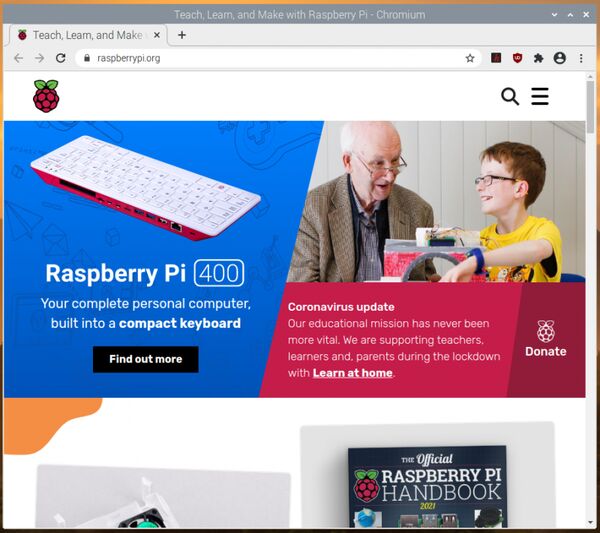 Teach, Learn, and Make with Raspberry Pi - Chromium
Teach, Learn, and Make
raspberrypi.org
Raspberry Pi 400
Your complete personal computer,
built into a compact keyboard
Find out more
Coronavirus update
Our educational mission has never been
more vital. We are supporting teachers,
learners and, parents during the lockdown
with Learn at home.
Donate
THE Official
RASPBERRY PI
HANDBOOK
2021